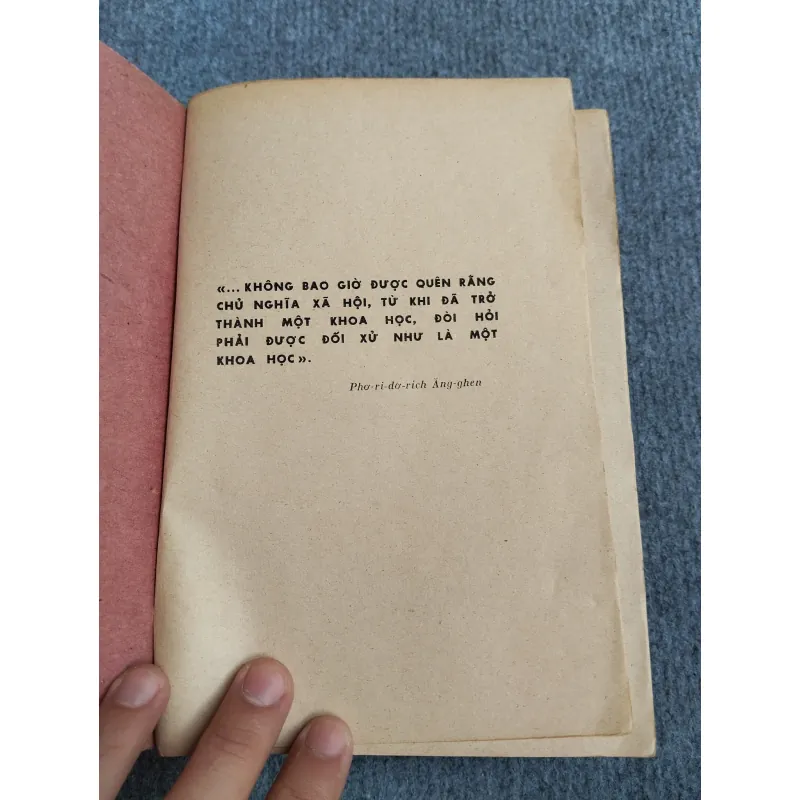 «... KHÔNG BAO GIỜ ĐƯỢC QUÊN RẰNG
CHỦ NGHĨA XÃ HỘI, TỪ KHI ĐÃ TRỞ
THÀNH MỘT KHOA HỌC, ĐÒI HỎI
PHẢI ĐƯỢC ĐỐI XỬ NHƯ LÀ MỘT
KHOA HỌC».
Phơ-ri-đơ-rich Ăng-ghen